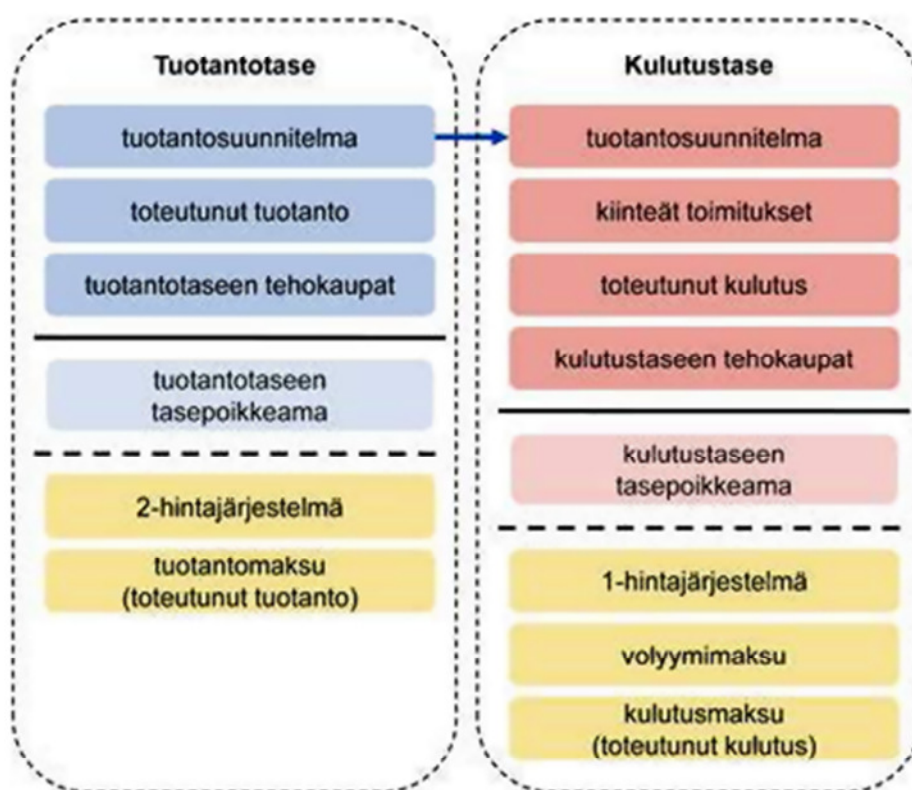 Tuotantotase
tuotantosuunnitelma
toteutunut tuotanto
tuotantotaseen tehokaupat
tuotantotaseen
tasepoikkeama
2-hintajärjestelmä
tuotantomaksu
(toteutunut tuotanto)
Kulutustase
tuotantosuunnitelma
kiinteät toimitukset
toteutunut kulutus
kulutustaseen tehokaupat
kulutustaseen
tasepoikkeama
1-hintajärjestelmä
volyymimaksu
kulutusmaksu
(toteutunut kulutus)